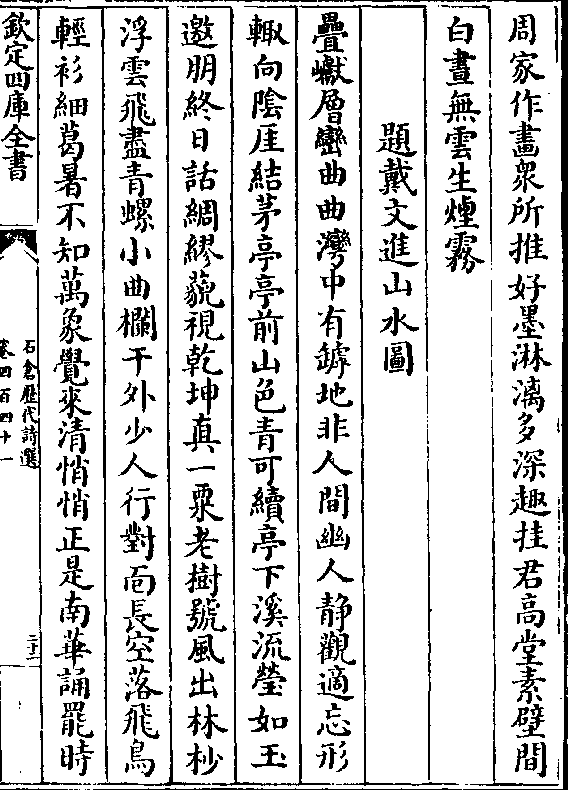 周家作畫衆所推好墨淋漓多深趣挂君高堂素壁間
白晝無雲生煙霧
題戴文進山水圖
疊巘層巒曲曲灣中有罅地非人間幽人静觀適忘形
輙向陰厓結茅亭亭前山色青可續亭下溪流瑩如玉
邀朋終日話綢繆藐視乾坤真一粟老樹號風出林杪
浮雲飛盡青螺小曲欄干外少人行對面長空落飛鳥
輕衫細葛暑不知萬象覺來清悄悄正是南華誦罷時
欽定四庫全書
石倉歴代詩選
卷四百四十一